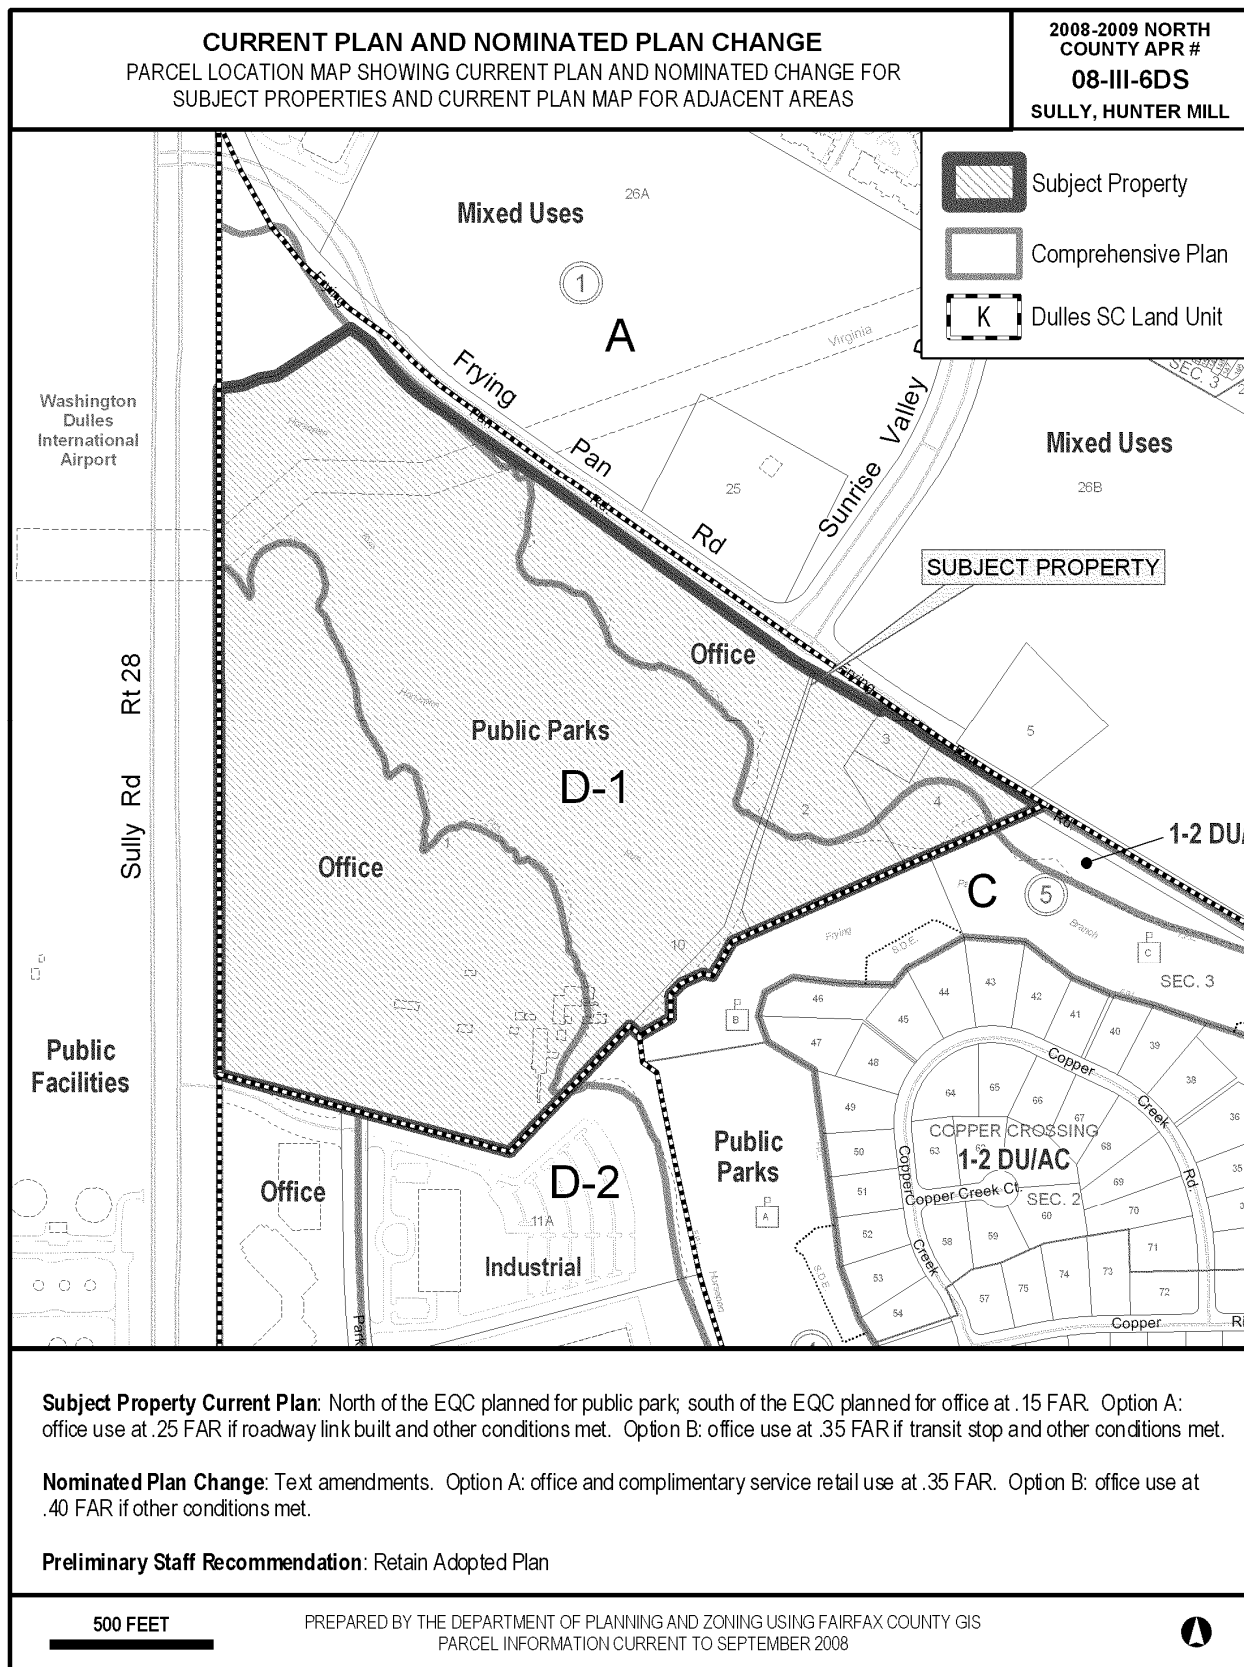 CURRENT PLAN AND NOMINATED PLAN CHANGE
PARCEL LOCATION MAP SHOWING CURRENT PLAN AND NOMINATED CHANGE FOR
SUBJECT PROPERTIES AND CURRENT PLAN MAP FOR ADJACENT AREAS
2008-2009 NORTH
COUNTY APR #
08-III-6DS
SULLY, HUNTER MILL
Subject Property
Comprehensive Plan
K
Dulles SC Land Unit
26A
Mixed Uses
1
A
Virginia
Frying
Frying
Pan
Rd
SEC. 3
Washington
Dulles
International
Airport
Sunrise Valley
Mixed Uses
26B
25
Rd
SUBJECT PROPERTY
Rt 28
Sully Rd
Office
Public Parks
D-1
Office
3
5
4
2
1-2 DU/
Rd
C
5
10
Frying
Branch
S.D.E.
C
SEC. 3
B
46
44
43
42
41
40
39
38
36
35
45
47
48
49
50
51
52
53
54
64
65
66
67
68
69
70
71
72
73
74
75
57
58
59
60
63
Copper
Creek
Rd.
COPPER CROSSING
1-2 DU/AC
Copper Creek Ct.
SEC. 2
Copper
Creek
Copper
Ri
Public
Facilities
Public
Parks
A
S.D.E.
Office
D-2
11A
Industrial
Park
Subject Property Current Plan: North of the EQC planned for public park; south of the EQC planned for office at .15 FAR. Option A:
office use at .25 FAR if roadway link built and other conditions met. Option B: office use at .35 FAR if transit stop and other conditions met.
Nominated Plan Change: Text amendments. Option A: office and complimentary service retail use at .35 FAR. Option B: office use at
.40 FAR if other conditions met.
Preliminary Staff Recommendation: Retain Adopted Plan
500 FEET
PREPARED BY THE DEPARTMENT OF PLANNING AND ZONING USING FAIRFAX COUNTY GIS
PARCEL INFORMATION CURRENT TO SEPTEMBER 2008